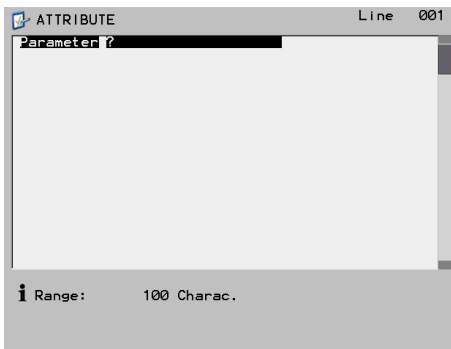 ATTRIBUTE Line 001
Parameter ?
i Range: 100 Charac.